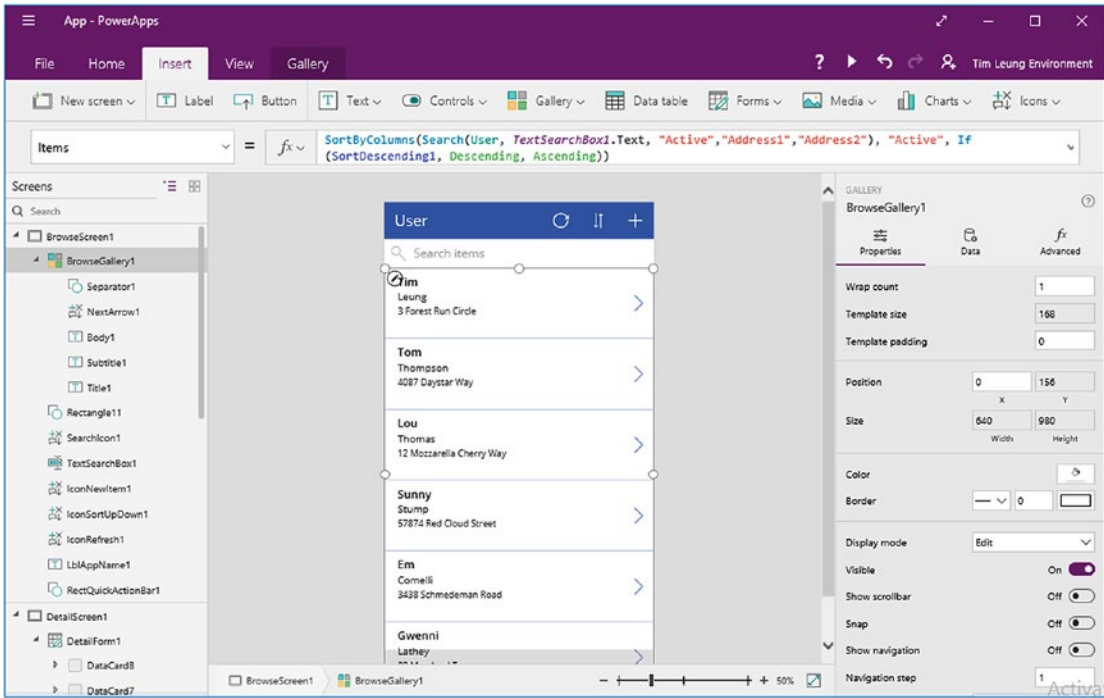 App - PowerApps
File Home Insert View Gallery
? Tim Leung Environment
New screen Label Button Text Controls Gallery Data table Forms Media Charts Icons
Items = fx SortByColumns(Search(User, TextSearchBox1.Text, "Active","Address1","Address2"), "Active", If
(SortDescending1, Descending, Ascending))
Screens
Search
BrowseScreen1
BrowseGallery1
Separator1
NextArrow1
Body1
Subtitle1
Title1
Rectangle11
SearchIcon1
TextSearchBox1
IconNewItem1
IconSortUpDown1
IconRefresh1
LblAppName1
RectQuickActionBar1
DetailScreen1
DetailForm1
DataCard8
DataCard7
User
Search items
Tim
Leung
3 Forest Run Circle
Tom
Thompson
4087 Daystar Way
Lou
Thomas
12 Mozzarella Cherry Way
Sunny
Stump
57874 Red Cloud Street
Em
Comelli
3438 Schmedeman Road
Gwenni
Lathey
BrowseScreen1 BrowseGallery1 - + 50%
GALLERY
BrowseGallery1 ?
fx
Properties Data Advanced
Wrap count 1
Template size 168
Template padding 0
Position 0 156
X Y
Size 640 980
Width Height
Color
Border 0
Display mode Edit
Visible On
Show scrollbar Off
Snap Off
Show navigation Off
Navigation step 1
Activa